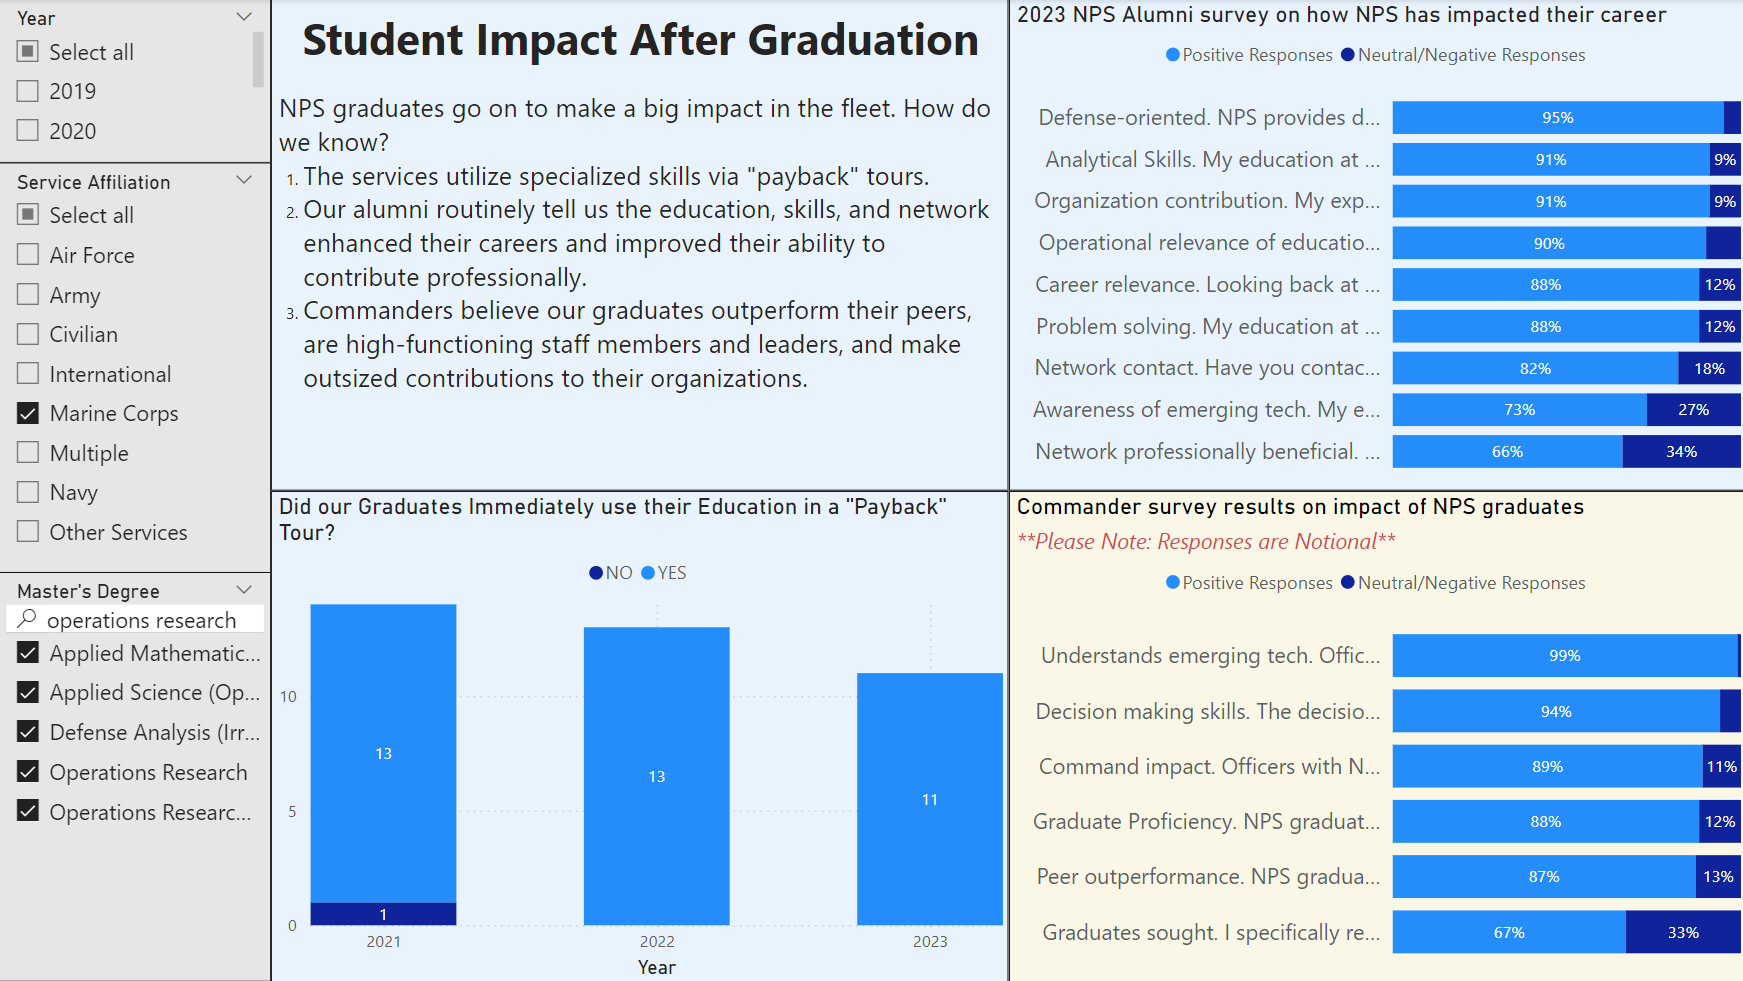 Year
Select all
2019
2020
Service Affiliation
Select all
Air Force
Army
Civilian
International
Marine Corps
Multiple
Navy
Other Services
Master's Degree
operations research
Applied Mathematic...
Applied Science (Op...
Defense Analysis (Irr...
Operations Research
Operations Researc...
Student Impact After Graduation
NPS graduates go on to make a big impact in the fleet. How do
we know?
1. The services utilize specialized skills via "payback" tours.
2. Our alumni routinely tell us the education, skills, and network
enhanced their careers and improved their ability to
contribute professionally.
3. Commanders believe our graduates outperform their peers,
are high-functioning staff members and leaders, and make
outsized contributions to their organizations.
2023 NPS Alumni survey on how NPS has impacted their career
Positive Responses Neutral/Negative Responses
Defense-oriented. NPS provides d... 95%
Analytical Skills. My education at ... 91% 9%
Organization contribution. My exp... 91% 9%
Operational relevance of educatio... 90%
Career relevance. Looking back at ... 88% 12%
Problem solving. My education at ... 88% 12%
Network contact. Have you contac... 82% 18%
Awareness of emerging tech. My e... 73% 27%
Network professionally beneficial. ... 66% 34%
Did our Graduates Immediately use their Education in a "Payback"
Tour?
NO YES
10
5
0
13
1
13
11
2021 2022 2023
Year
Commander survey results on impact of NPS graduates
**Please Note: Responses are Notional**
Positive Responses Neutral/Negative Responses
Understands emerging tech. Offic... 99%
Decision making skills. The decisio... 94%
Command impact. Officers with N... 89% 11%
Graduate Proficiency. NPS graduat... 88% 12%
Peer outperformance. NPS gradua... 87% 13%
Graduates sought. I specifically re... 67% 33%